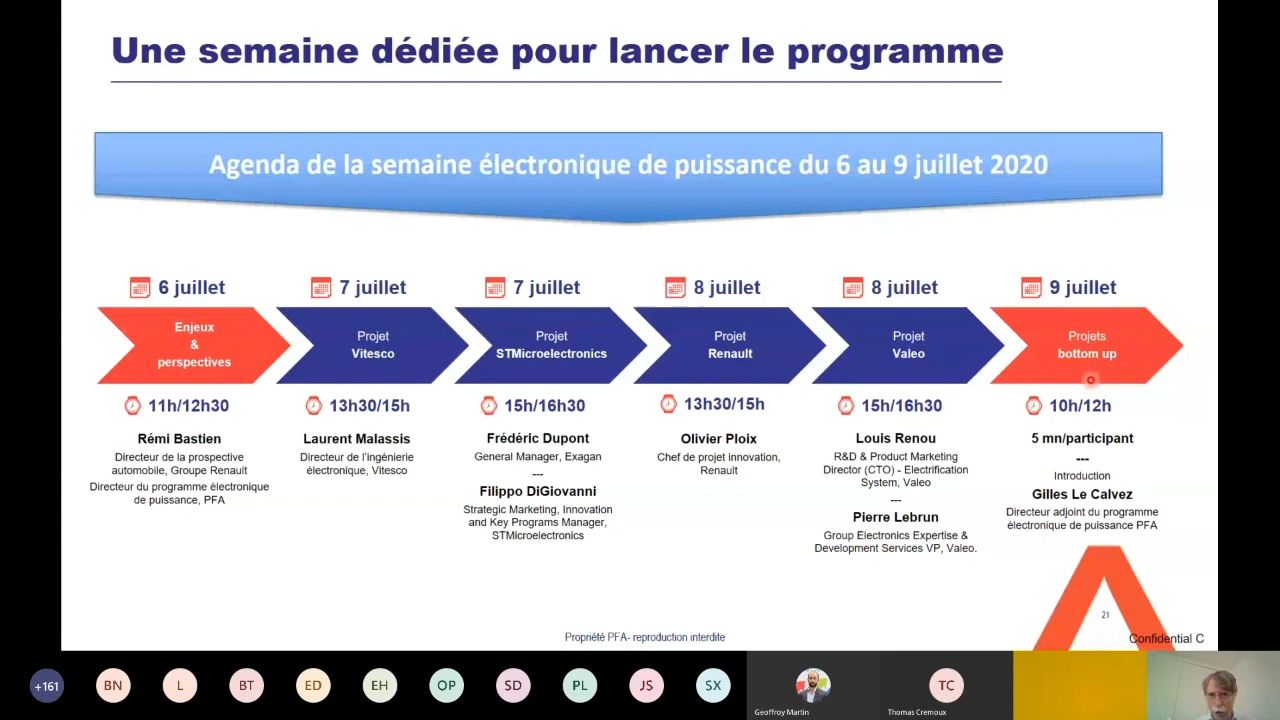 Une semaine dédiée pour lancer le programme
Agenda de la semaine électronique de puissance du 6 au 9 juillet 2020
6 juillet
Enjeux
&
perspectives
11h/12h30
Rémi Bastien
Directeur de la prospective
automobile, Groupe Renault
Directeur du programme électronique
de puissance, PFA
7 juillet
Projet
Vitesco
13h30/15h
Laurent Malassis
Directeur de l'ingénierie
électronique, Vitesco
7 juillet
Projet
STMicroelectronics
15h/16h30
Frédéric Dupont
General Manager, Exagan
---
Filippo DiGiovanni
Strategic Marketing, Innovation
and Key Programs Manager,
STMicroelectronics
8 juillet
Projet
Renault
13h30/15h
Olivier Ploix
Chef de projet innovation,
Renault
8 juillet
Projet
Valeo
15h/16h30
Louis Renou
R&D & Product Marketing
Director (CTO) - Electrification
System, Valeo
---
Pierre Lebrun
Group Electronics Expertise &
Development Services VP, Valeo.
9 juillet
Projets
bottom up
10h/12h
5 mn/participant
---
Introduction
Gilles Le Calvez
Directeur adjoint du programme
électronique de puissance PFA
21
Propriété PFA- reproduction interdite
Confidential C
+161
BN
L
BT
ED
EH
OP
SD
PL
JS
SX
Geoffroy Martin
TC
Thomas Cremoux